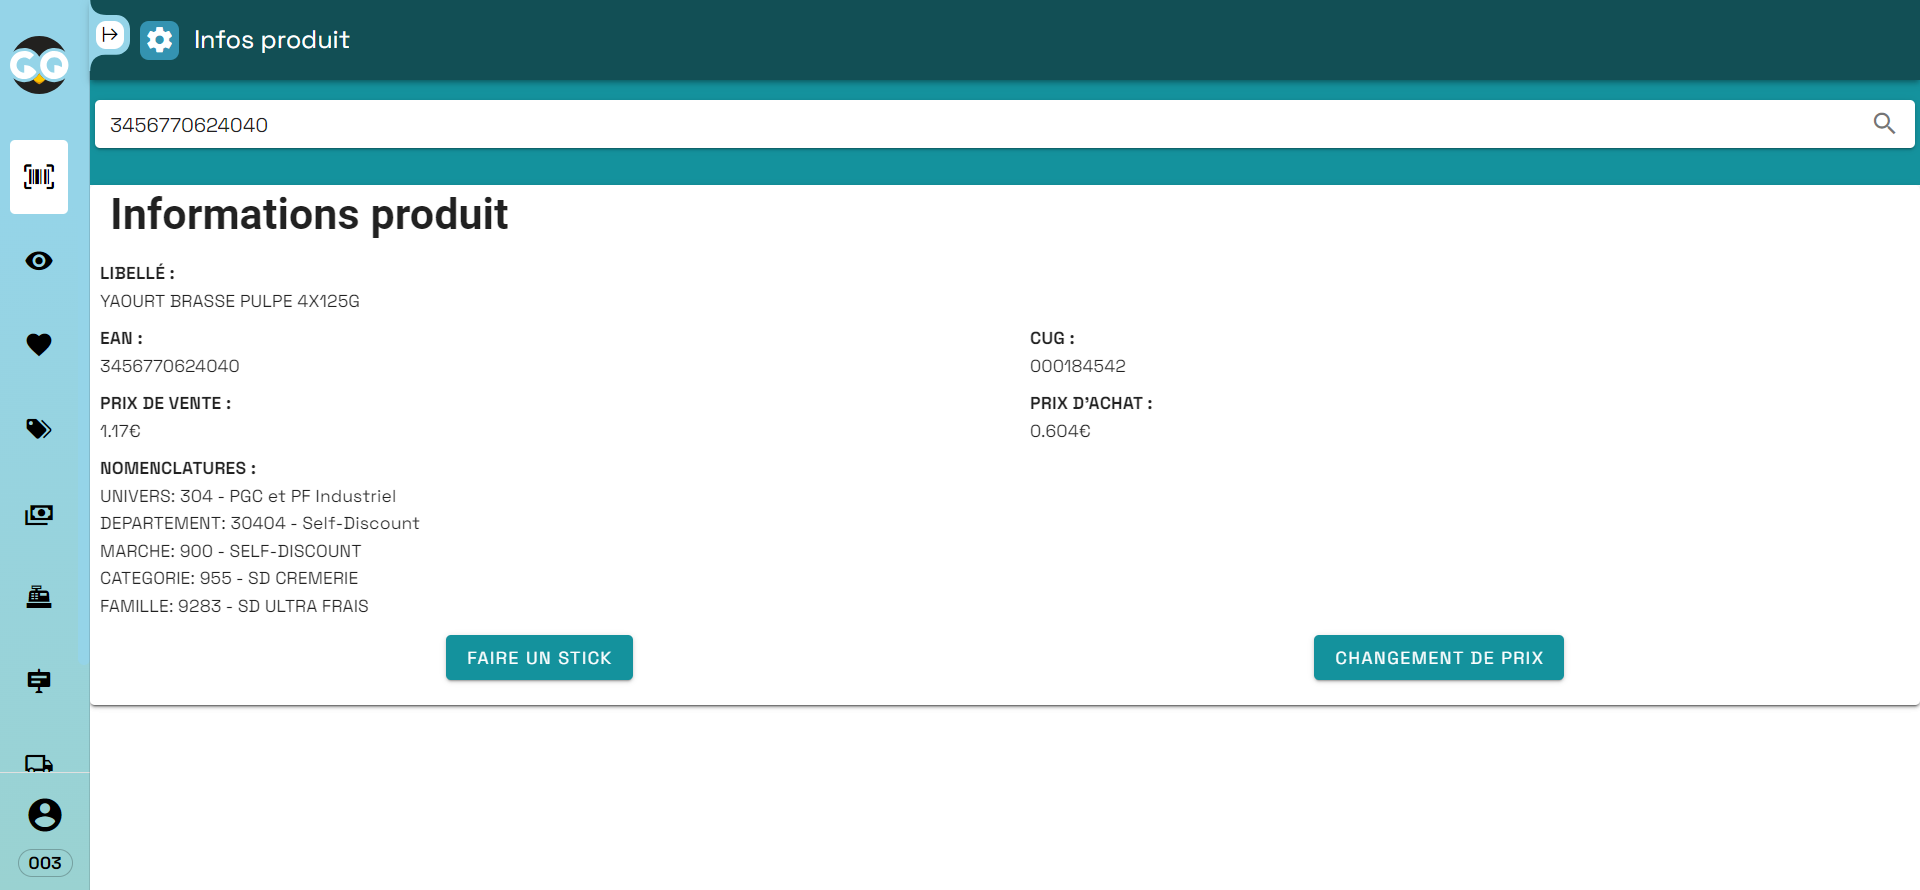 Infos produit
3456770624040
Informations produit
LIBELLÉ :
YAOURT BRASSE PULPE 4X125G
EAN :
3456770624040
CUG :
000184542
PRIX DE VENTE :
1.17€
PRIX D'ACHAT :
0.604€
NOMENCLATURES :
UNIVERS: 304 - PGC et PF Industriel
DEPARTEMENT: 30404 - Self-Discount
MARCHE: 900 - SELF-DISCOUNT
CATEGORIE: 955 - SD CREMERIE
FAMILLE: 9283 - SD ULTRA FRAIS
FAIRE UN STICK
CHANGEMENT DE PRIX
003